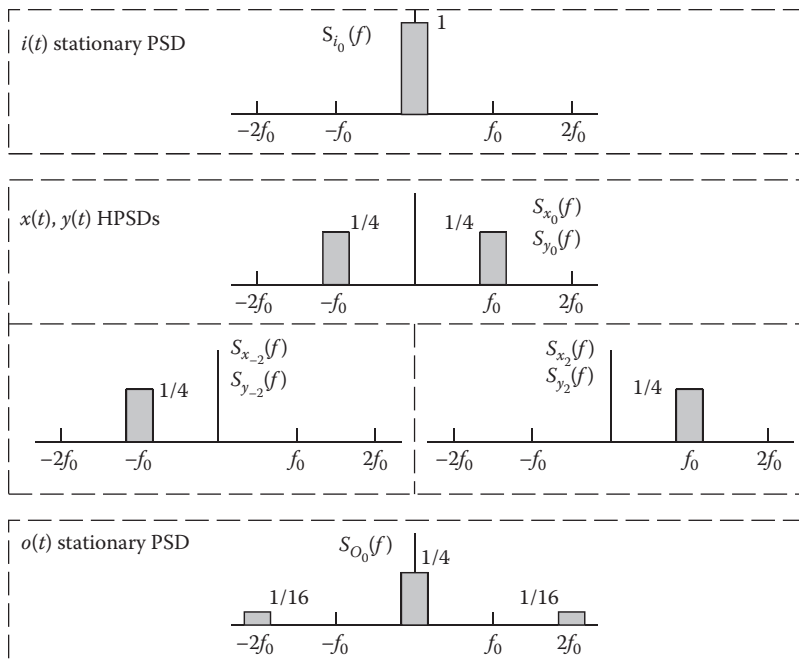 i(t) stationary PSD
S_{i_0}(f)
1
−2f_0 −f_0 f_0 2f_0
x(t), y(t) HPSDs
1/4 1/4
S_{x_0}(f)
S_{y_0}(f)
−2f_0 −f_0 f_0 2f_0
S_{x_{−2}}(f)
S_{y_{−2}}(f)
1/4
−2f_0 −f_0 f_0 2f_0
S_{x_2}(f)
S_{y_2}(f)
1/4
−2f_0 −f_0 f_0 2f_0
o(t) stationary PSD
S_{O_0}(f)
1/4
1/16 1/16
−2f_0 −f_0 f_0 2f_0